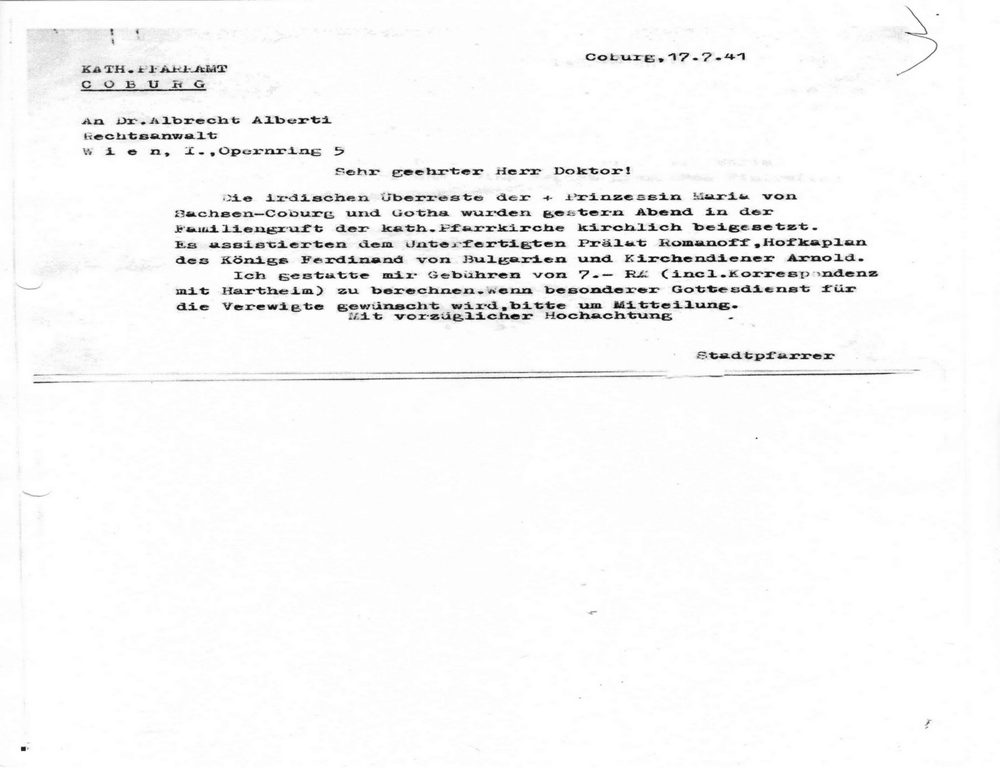 Coburg,17.7.41
KATH.PFARRAMT
C O B U R G
An Dr.Albrecht Alberti
Rechtsanwalt
W i e n, I.,Opernring 5
Sehr geehrter Herr Doktor!
Die irdischen Überreste der + Prinzessin Maria von
Sachsen-Coburg und Gotha wurden gestern Abend in der
Familiengruft der kath.Pfarrkirche kirchlich beigesetzt.
Es assistierten dem Unterfertigten Prälat Romanoff,Hofkaplan
des Königs Ferdinand von Bulgarien und Kirchendiener Arnold.
Ich gestatte mir Gebühren von 7.- RM (incl.Korrespondenz
mit Hartheim) zu berechnen.Wenn besonderer Gottesdienst für
die Verewigte gewünscht wird,bitte um Mitteilung.
Mit vorzüglicher Hochachtung
Stadtpfarrer